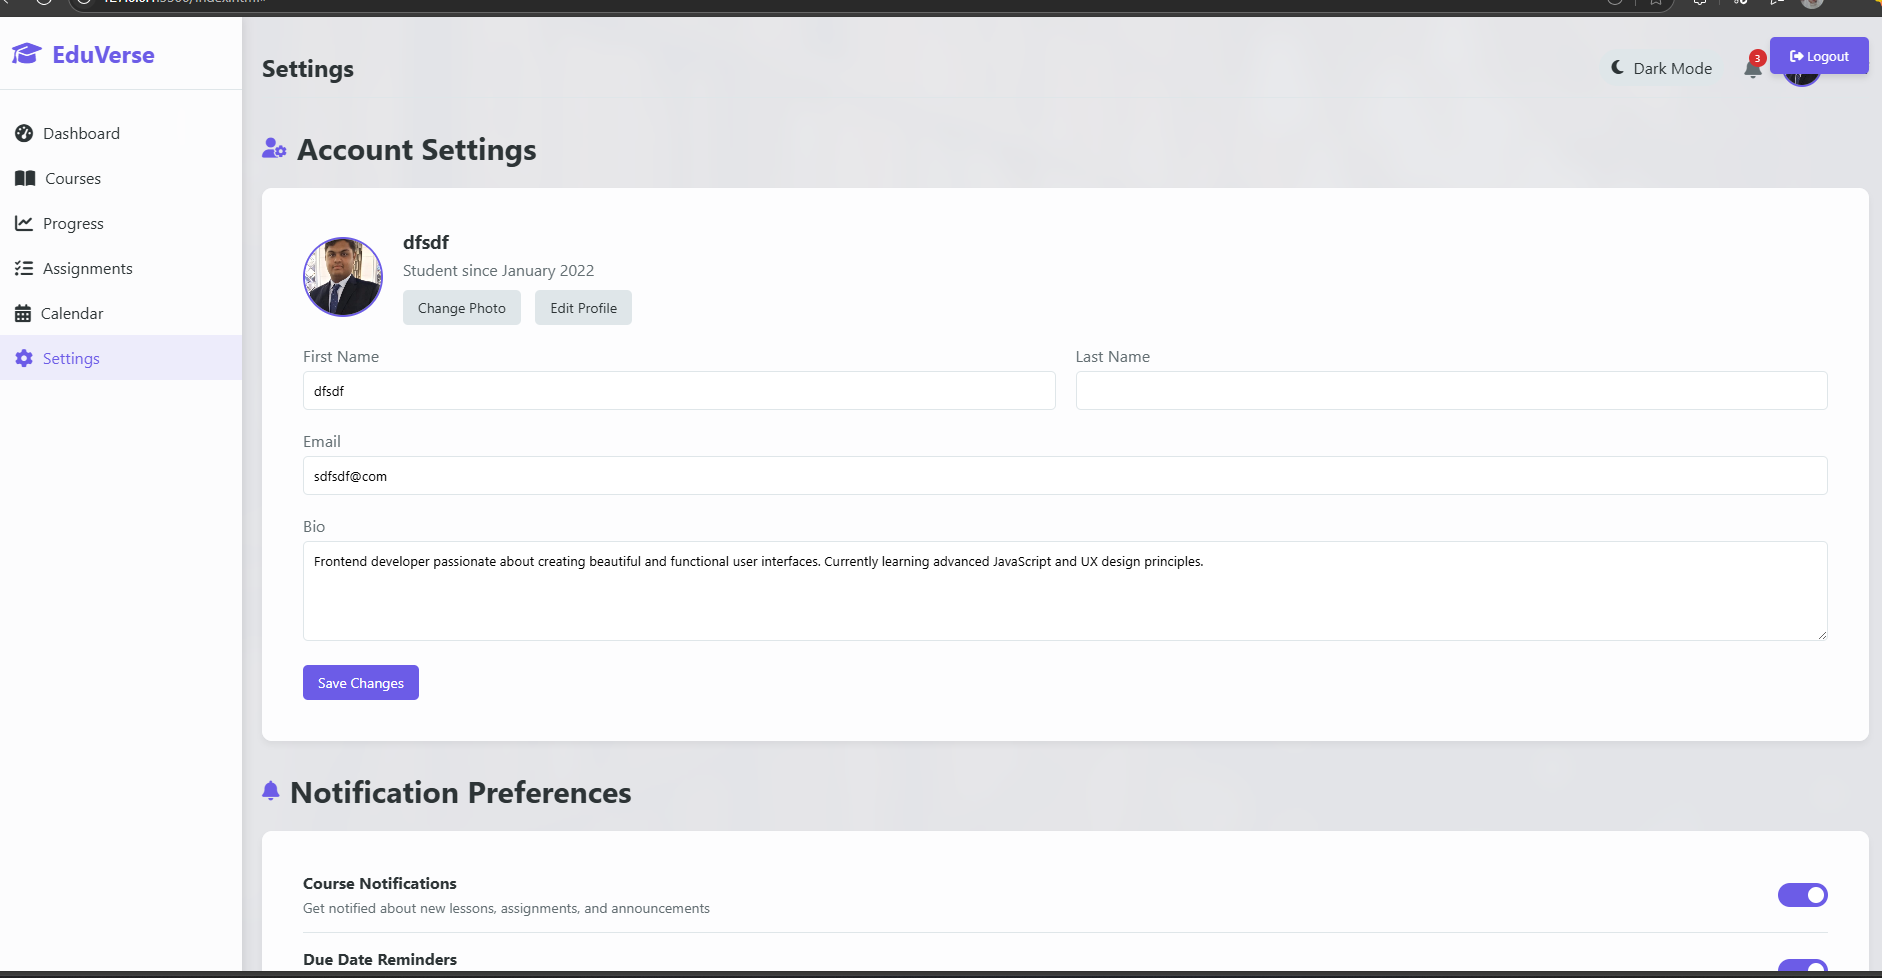 EduVerse
Settings
Dark Mode
3
Logout
Dashboard
Courses
Progress
Assignments
Calendar
Settings
Account Settings
dfsdf
Student since January 2022
Change Photo
Edit Profile
First Name
Last Name
dfsdf
Email
sdfsdf@com
Bio
Frontend developer passionate about creating beautiful and functional user interfaces. Currently learning advanced JavaScript and UX design principles.
Save Changes
Notification Preferences
Course Notifications
Get notified about new lessons, assignments, and announcements
Due Date Reminders